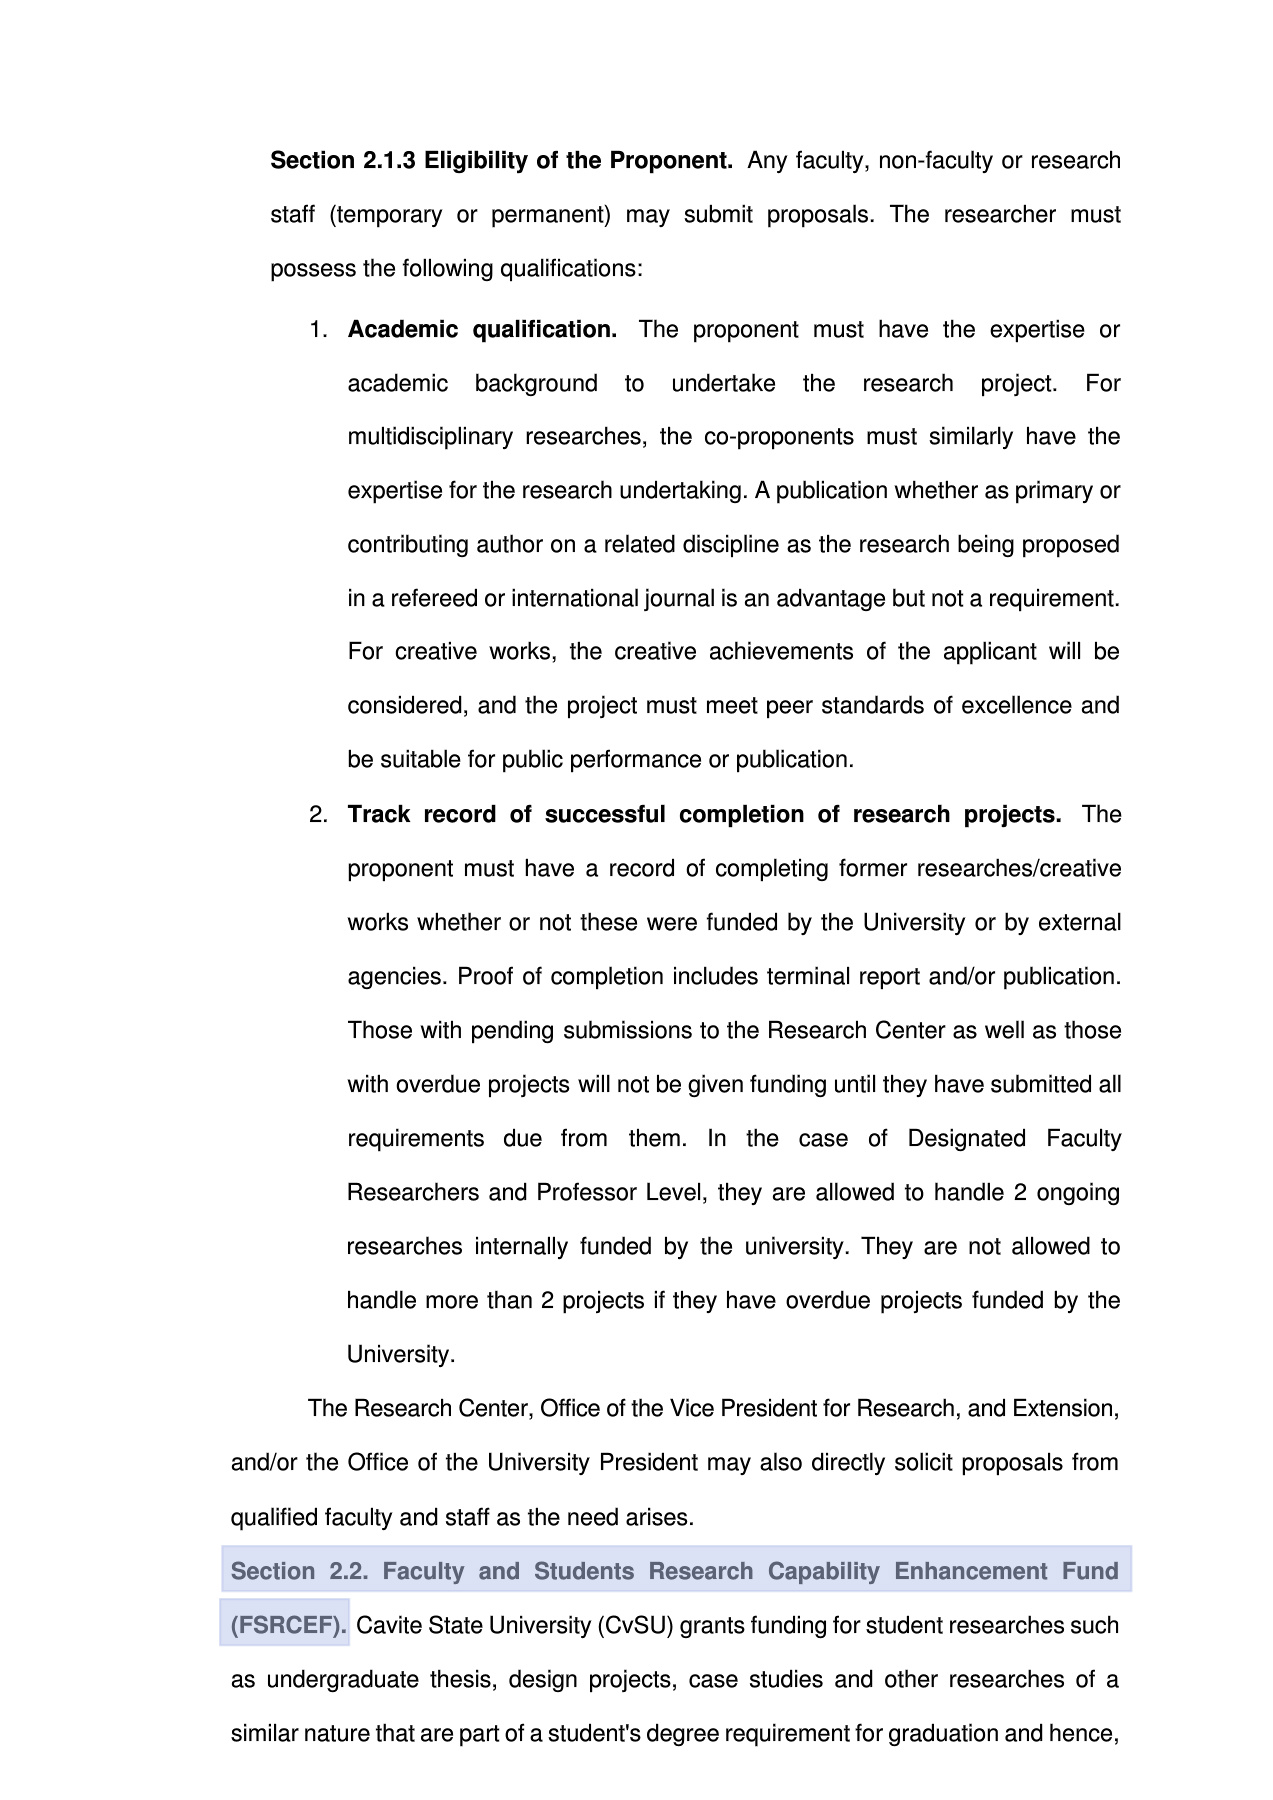 Section 2.1.3 Eligibility of the Proponent. Any faculty, non-faculty or research
staff (temporary or permanent) may submit proposals. The researcher must
possess the following qualifications:
1. Academic qualification. The proponent must have the expertise or
academic background to undertake the research project. For
multidisciplinary researches, the co-proponents must similarly have the
expertise for the research undertaking. A publication whether as primary or
contributing author on a related discipline as the research being proposed
in a refereed or international journal is an advantage but not a requirement.
For creative works, the creative achievements of the applicant will be
considered, and the project must meet peer standards of excellence and
be suitable for public performance or publication.
2. Track record of successful completion of research projects. The
proponent must have a record of completing former researches/creative
works whether or not these were funded by the University or by external
agencies. Proof of completion includes terminal report and/or publication.
Those with pending submissions to the Research Center as well as those
with overdue projects will not be given funding until they have submitted all
requirements due from them. In the case of Designated Faculty
Researchers and Professor Level, they are allowed to handle 2 ongoing
researches internally funded by the university. They are not allowed to
handle more than 2 projects if they have overdue projects funded by the
University.
The Research Center, Office of the Vice President for Research, and Extension,
and/or the Office of the University President may also directly solicit proposals from
qualified faculty and staff as the need arises.
Section 2.2. Faculty and Students Research Capability Enhancement Fund
(FSRCEF). Cavite State University (CvSU) grants funding for student researches such
as undergraduate thesis, design projects, case studies and other researches of a
similar nature that are part of a student's degree requirement for graduation and hence,